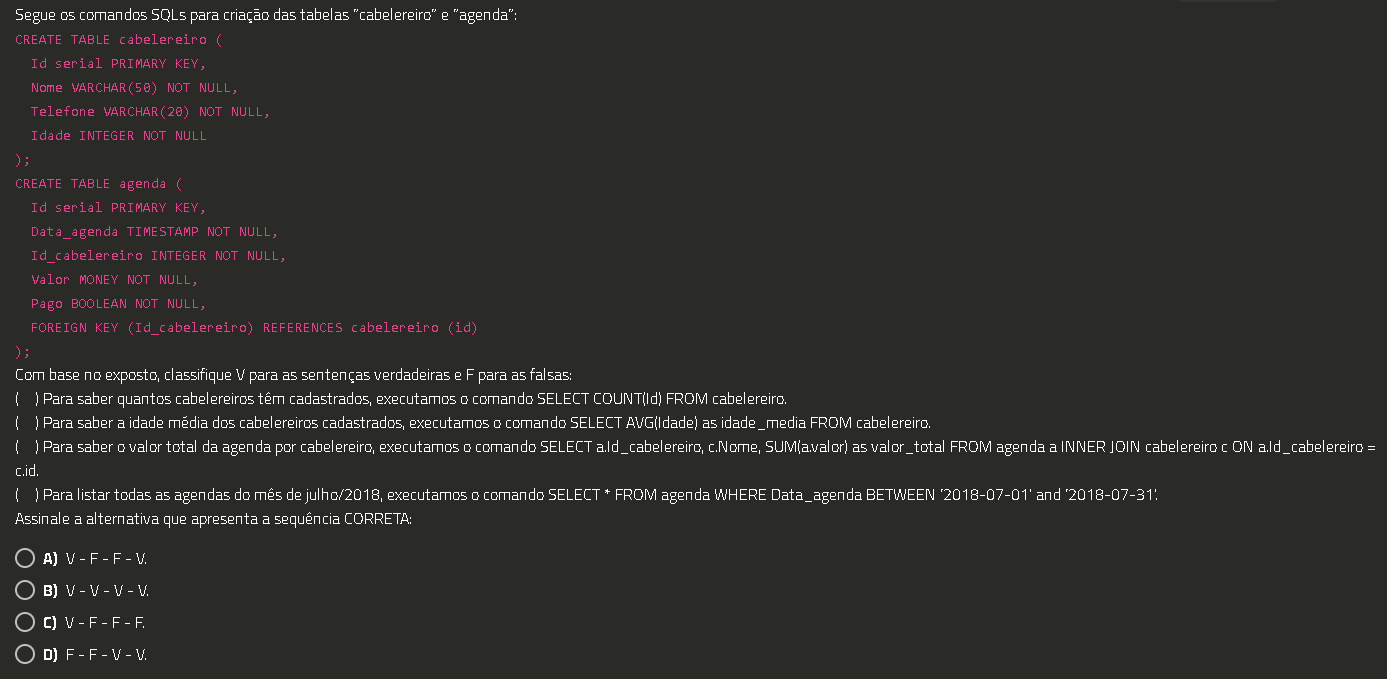 Segue os comandos SQLs para criação das tabelas "cabelereiro" e "agenda":
CREATE TABLE cabelereiro (
Id serial PRIMARY KEY,
Nome VARCHAR(50) NOT NULL,
Telefone VARCHAR(20) NOT NULL,
Idade INTEGER NOT NULL
);
CREATE TABLE agenda (
Id serial PRIMARY KEY,
Data_agenda TIMESTAMP NOT NULL,
Id_cabelereiro INTEGER NOT NULL,
Valor MONEY NOT NULL,
Pago BOOLEAN NOT NULL,
FOREIGN KEY (Id_cabelereiro) REFERENCES cabelereiro (id)
);
Com base no exposto, classifique V para as sentenças verdadeiras e F para as falsas:
(   ) Para saber quantos cabelereiros têm cadastrados, executamos o comando SELECT COUNT(Id) FROM cabelereiro.
(   ) Para saber a idade média dos cabelereiros cadastrados, executamos o comando SELECT AVG(Idade) as idade_media FROM cabelereiro.
(   ) Para saber o valor total da agenda por cabelereiro, executamos o comando SELECT a.Id_cabelereiro, c.Nome, SUM(a.valor) as valor_total FROM agenda a INNER JOIN cabelereiro c ON a.Id_cabelereiro =
c.id.
(   ) Para listar todas as agendas do mês de julho/2018, executamos o comando SELECT * FROM agenda WHERE Data_agenda BETWEEN '2018-07-01' and '2018-07-31'.
Assinale a alternativa que apresenta a sequência CORRETA:
A) V - F - F - V.
B) V - V - V - V.
C) V - F - F - F.
D) F - F - V - V.